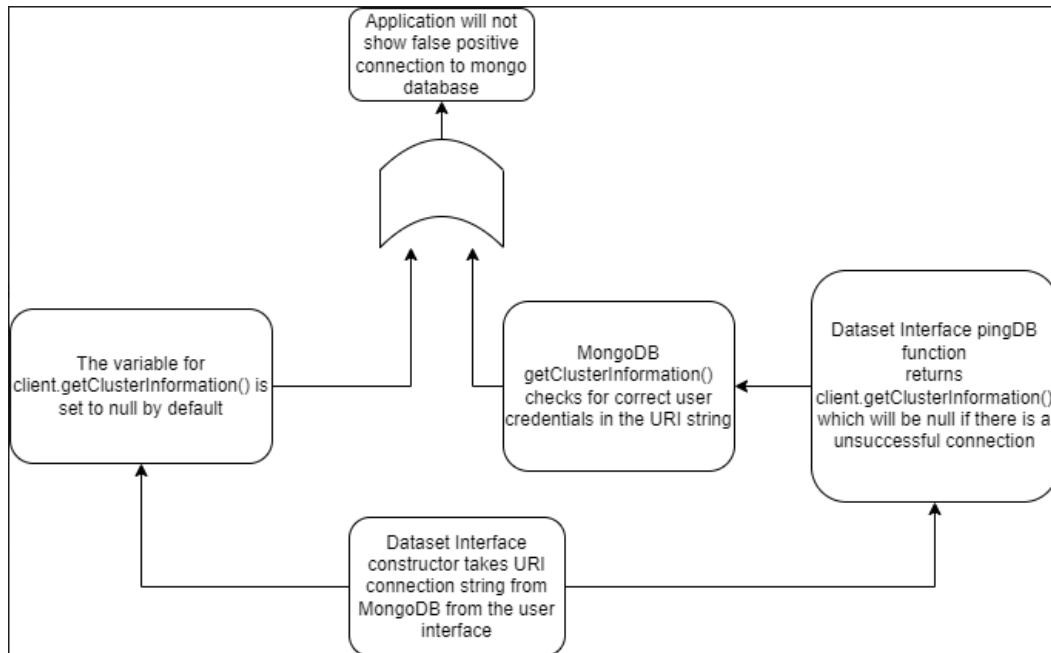 Application will not
show false positive
connection to mongo
database
The variable for
client.getClusterInformation() is
set to null by default
MongoDB
getClusterInformation()
checks for correct user
credentials in the URI string
Dataset Interface pingDB
function
returns
client.getClusterInformation()
which will be null if there is a
unsuccessful connection
Dataset Interface
constructor takes URI
connection string from
MongoDB from the user
interface